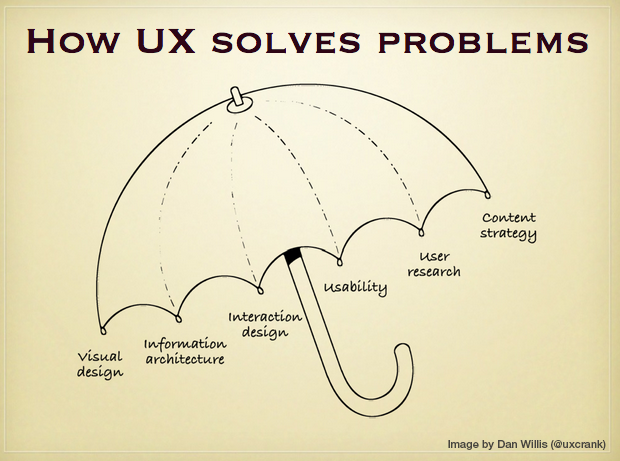 How UX solves problems
Visual
design
Information
architecture
Interaction
design
Usability
User
research
Content
strategy
Image by Dan Willis (@uxcrank)